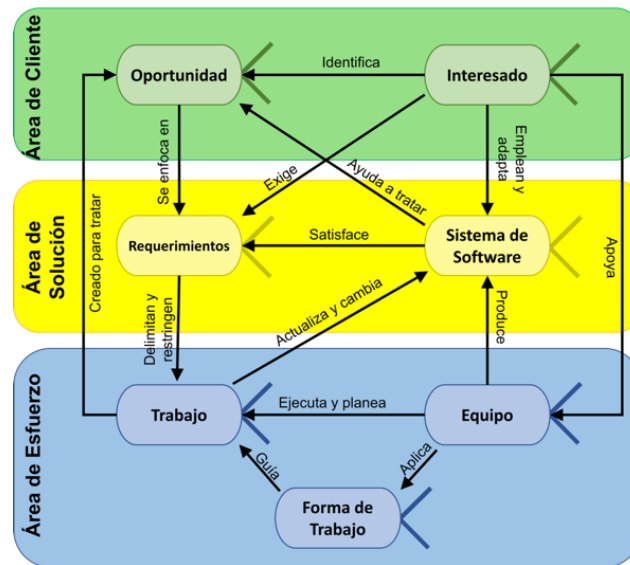 Área de Cliente
Oportunidad
Identifica
Interesado
Se enfoca en
Exige
Ayuda a tratar
Emplean y
adapta
Creado para tratar
Apoya
Área de
Solución
Requerimientos
Satisface
Sistema de
Software
Delimitan y
restringen
Actualiza y cambia
Produce
Área de Esfuerzo
Trabajo
Ejecuta y planea
Equipo
Guía
Aplica
Forma de
Trabajo